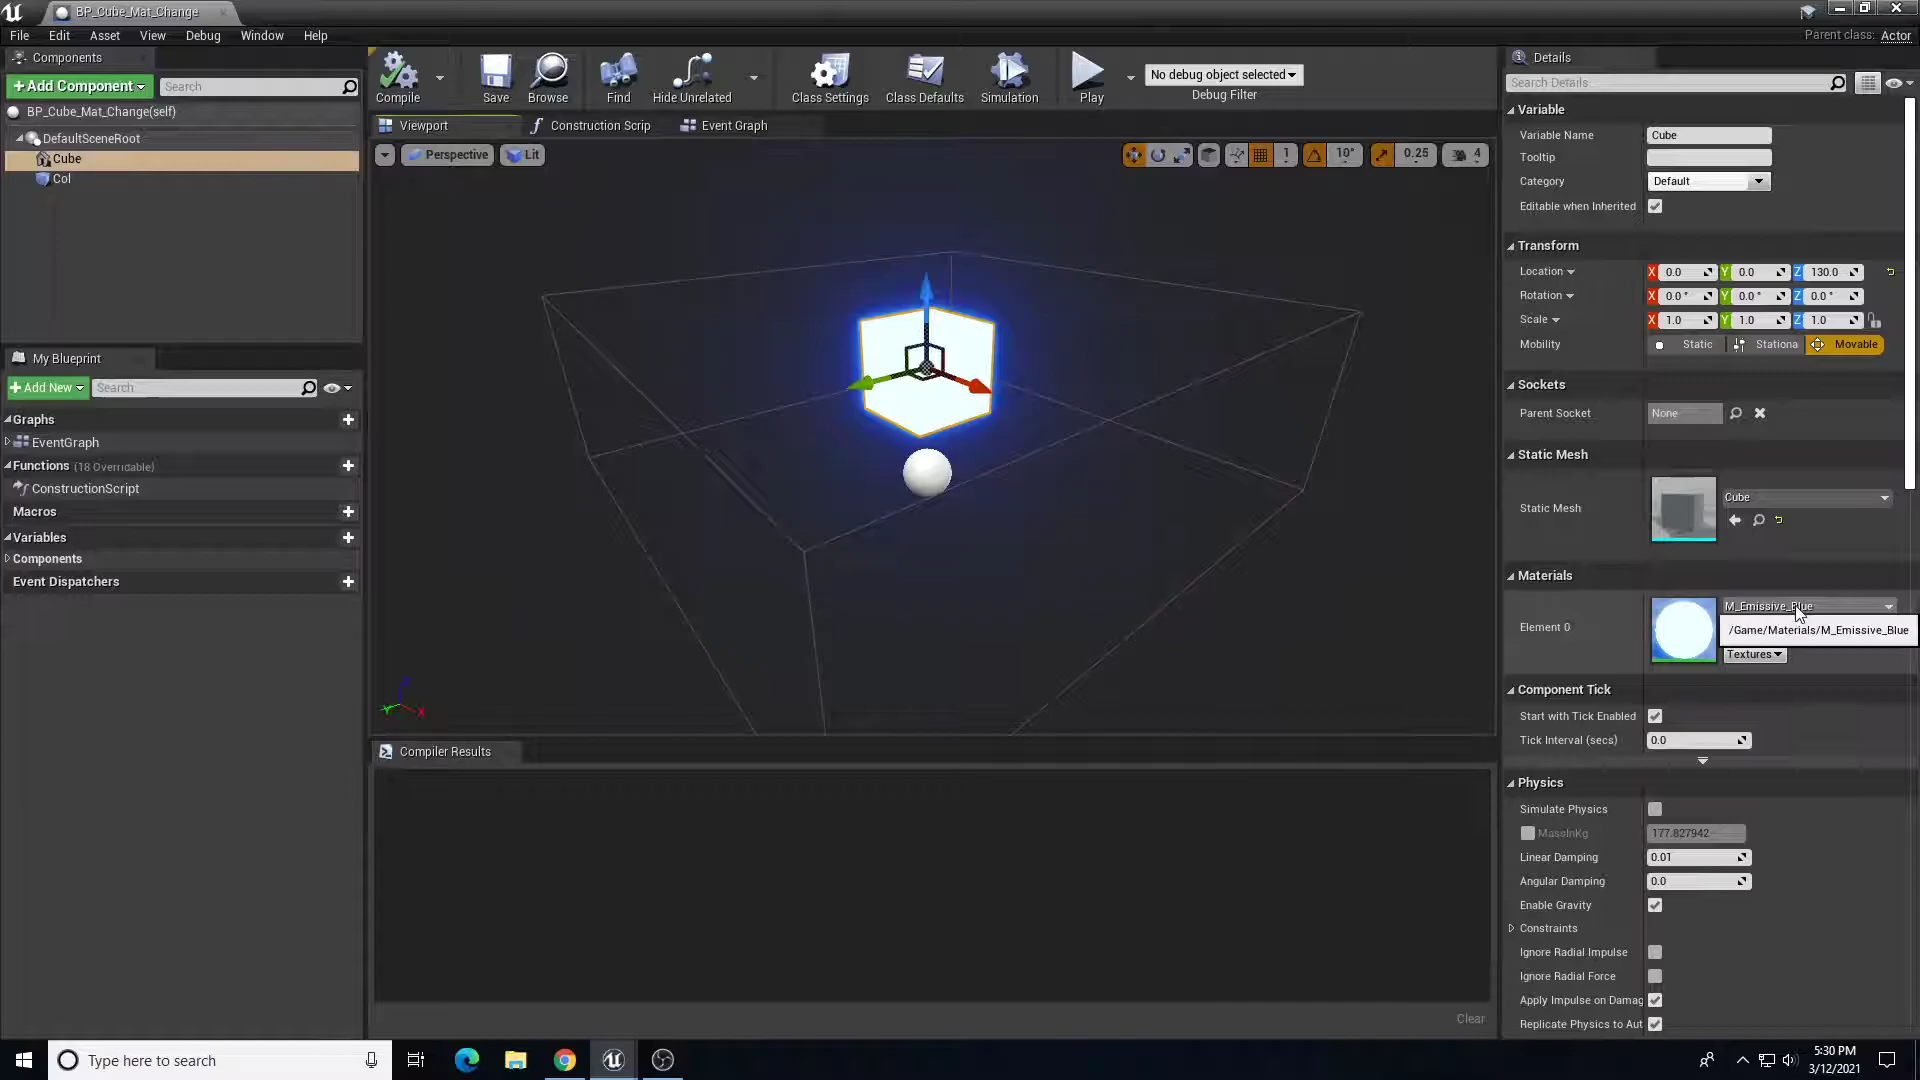 BP_Cube_Mat_Change
File Edit Asset View Debug Window Help
Parent class: Actor
Components
+Add Component
Search
BP_Cube_Mat_Change(self)
DefaultSceneRoot
Cube
Col
My Blueprint
+Add New
Search
Graphs
EventGraph
Functions (18 Overridable)
ConstructionScript
Macros
Variables
Components
Event Dispatchers
Compile
Save
Browse
Find
Hide Unrelated
Class Settings
Class Defaults
Simulation
Play
No debug object selected
Debug Filter
Viewport
Construction Scrip
Event Graph
Perspective
Lit
1
10°
0.25
4
X
Compiler Results
Clear
Details
Search Details
Variable
Variable Name Cube
Tooltip
Category Default
Editable when Inherited
Transform
Location X 0.0 Y 0.0 Z 130.0
Rotation X 0.0 ° Y 0.0 ° Z 0.0 °
Scale X 1.0 Y 1.0 Z 1.0
Mobility Static Stationa Movable
Sockets
Parent Socket None
Static Mesh
Static Mesh Cube
Materials
Element 0 M_Emissive_Blue
/Game/Materials/M_Emissive_Blue
Textures
Component Tick
Start with Tick Enabled
Tick Interval (secs) 0.0
Physics
Simulate Physics
MassInKg 177.827942
Linear Damping 0.01
Angular Damping 0.0
Enable Gravity
Constraints
Ignore Radial Impulse
Ignore Radial Force
Apply Impulse on Damag
Replicate Physics to Aut
Type here to search
5:30 PM
3/12/2021